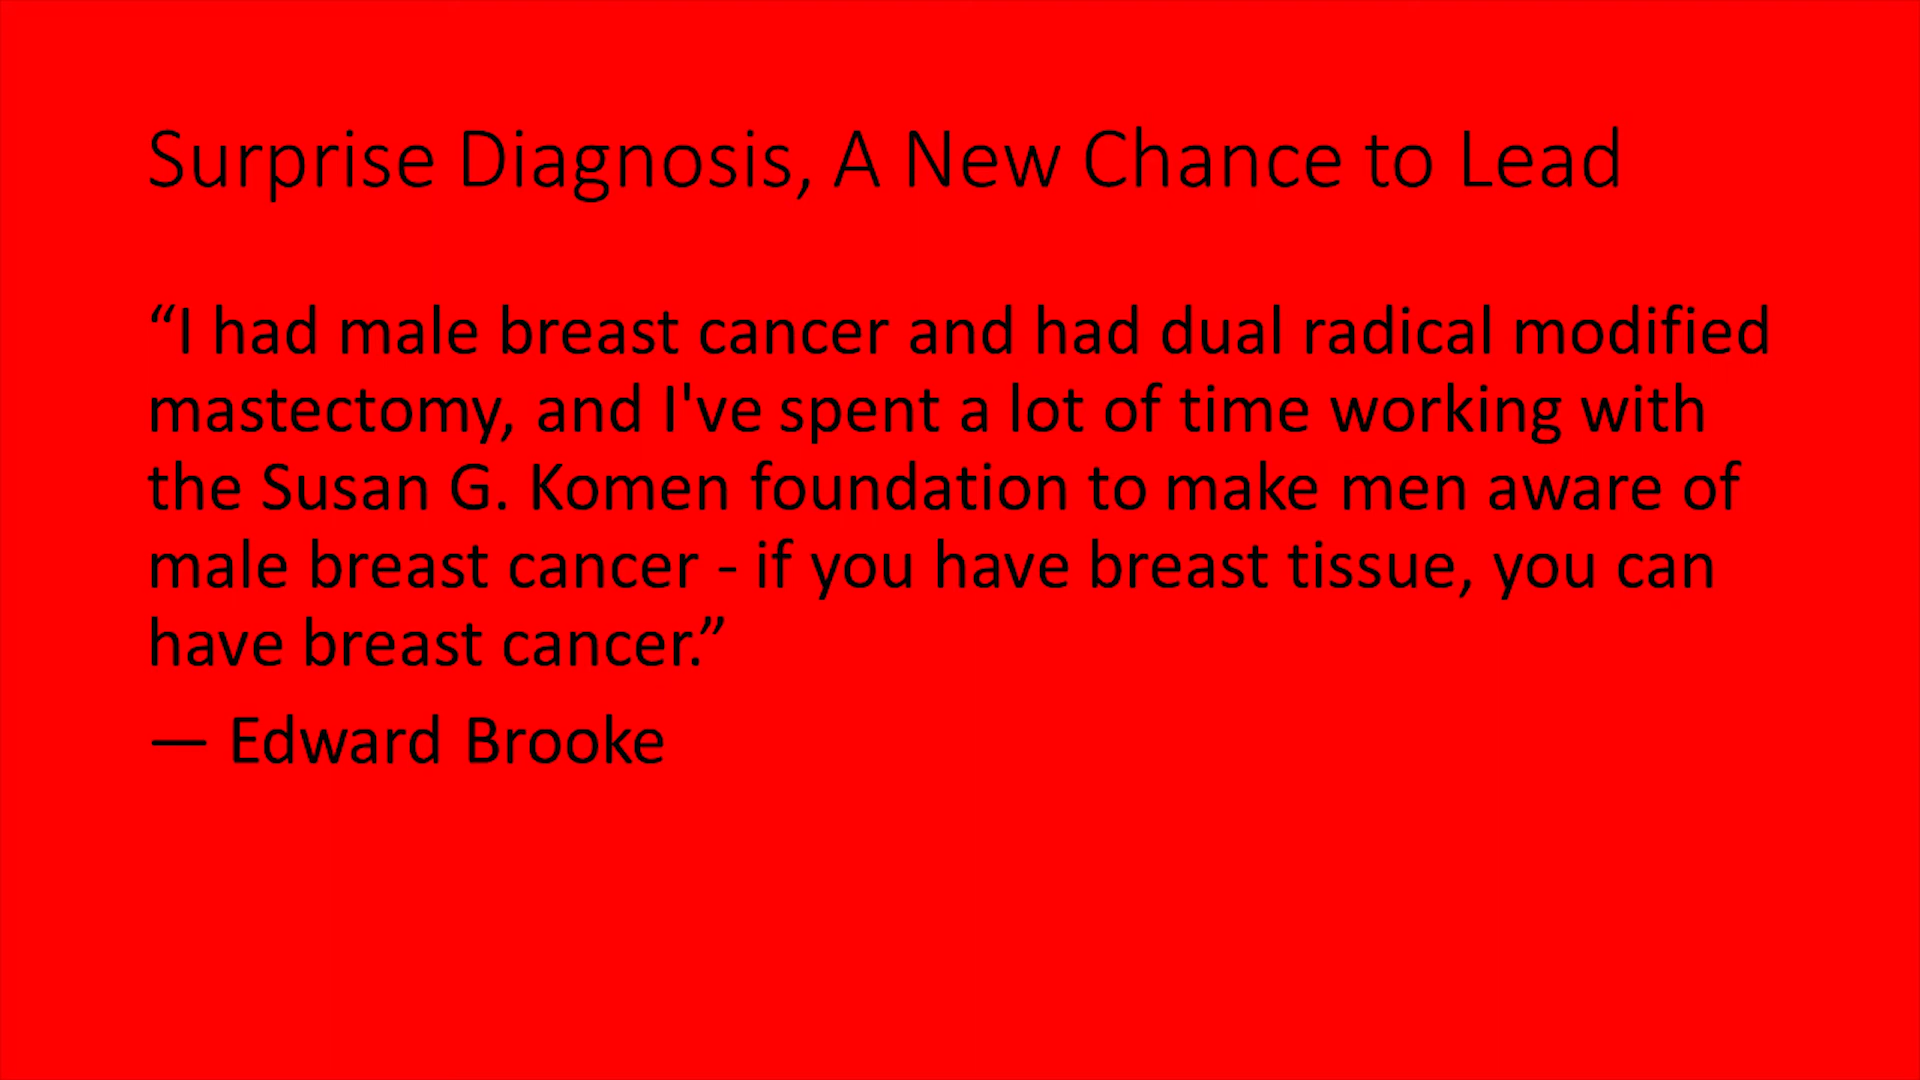 Surprise Diagnosis, A New Chance to Lead
“I had male breast cancer and had dual radical modified
mastectomy, and I've spent a lot of time working with
the Susan G. Komen foundation to make men aware of
male breast cancer - if you have breast tissue, you can
have breast cancer.”
— Edward Brooke